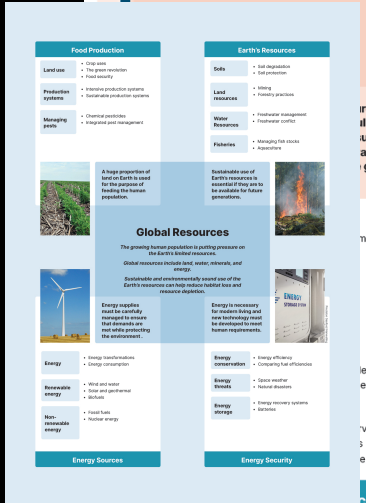 Food Production
Land use
• Crop uses
• The green revolution
• Food security
Production
systems
• Intensive production systems
• Sustainable production systems
Managing
pests
• Chemical pesticides
• Integrated pest management
Earth's Resources
Soils
• Soil degradation
• Soil protection
Land
resources
• Mining
• Forestry practices
Water
Resources
• Freshwater management
• Freshwater conflict
Fisheries
• Managing fish stocks
• Aquaculture
A huge proportion of
land on Earth is used
for the purpose of
feeding the human
population.
Sustainable use of
Earth's resources is
essential if they are to
be available for future
generations.
Global Resources
The growing human population is putting pressure on
the Earth's limited resources.
Global resources include land, water, minerals, and
energy.
Sustainable and environmentally sound use of the
Earth's resources can help reduce habitat loss and
resource depletion.
Energy supplies
must be carefully
managed to ensure
that demands are
met while protecting
the environment .
Energy is necessary
for modern living and
new technology must
be developed to meet
human requirements.
ENERGY
STORAGE SYSTEM
Energy
• Energy transformations
• Energy consumption
Renewable
energy
• Wind and water
• Solar and geothermal
• Biofuels
Non-
renewable
energy
• Fossil fuels
• Nuclear energy
Energy Sources
Energy
conservation
• Energy efficiency
• Comparing fuel efficiencies
Energy
threats
• Space weather
• Natural disasters
Energy
storage
• Energy recovery systems
• Batteries
Energy Security